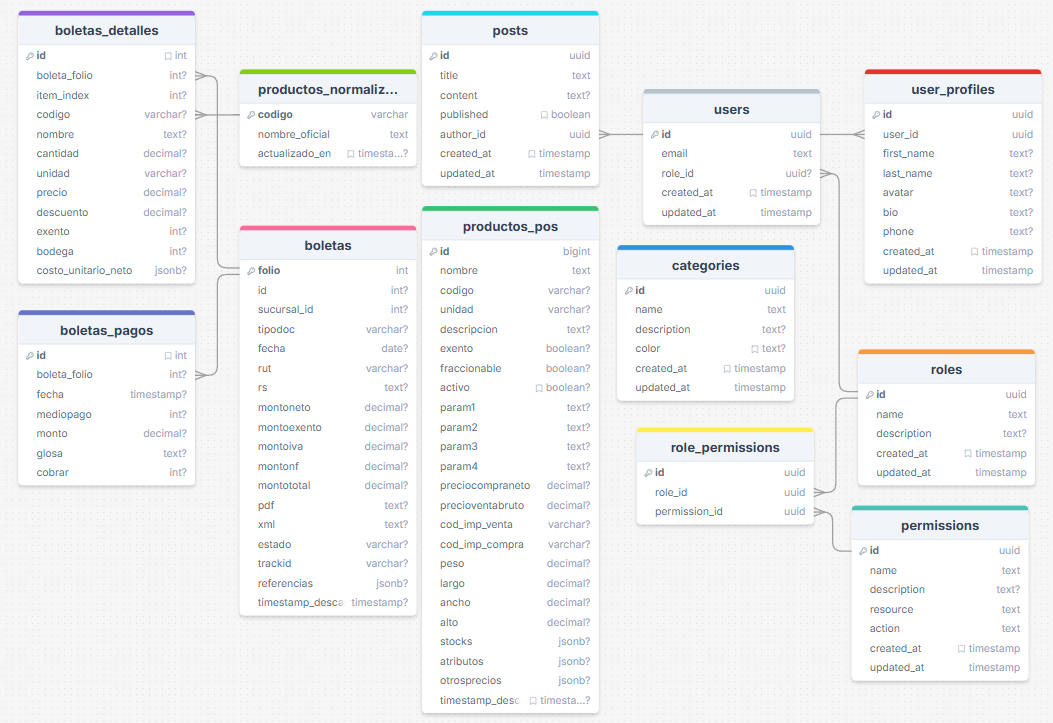 boletas_detalles
id int
boleta_folio int?
item_index int?
codigo varchar?
nombre text?
cantidad decimal?
unidad varchar?
precio decimal?
descuento decimal?
exento int?
bodega int?
costo_unitario_neto jsonb?
boletas_pagos
id int
boleta_folio int?
fecha timestamp?
mediopago int?
monto decimal?
glosa text?
cobrar int?
productos_normaliz...
codigo varchar
nombre_oficial text
actualizado_en timesta...?
boletas
folio int
id int?
sucursal_id int?
tipodoc varchar?
fecha date?
rut varchar?
rs text?
montoneto decimal?
montoexento decimal?
montoiva decimal?
montonf decimal?
montototal decimal?
pdf text?
xml text?
estado varchar?
trackid varchar?
referencias jsonb?
timestamp_desca timestamp?
posts
id uuid
title text
content text?
published boolean
author_id uuid
created_at timestamp
updated_at timestamp
productos_pos
id bigint
nombre text
codigo varchar?
unidad varchar?
descripcion text?
exento boolean?
fraccionable boolean?
activo boolean?
param1 text?
param2 text?
param3 text?
param4 text?
preciocompraneto decimal?
precioventabruto decimal?
cod_imp_venta varchar?
cod_imp_compra varchar?
peso decimal?
largo decimal?
ancho decimal?
alto decimal?
stocks jsonb?
atributos jsonb?
otrosprecios jsonb?
timestamp_desc timesta...?
users
id uuid
email text
role_id uuid?
created_at timestamp
updated_at timestamp
categories
id uuid
name text
description text?
color text?
created_at timestamp
updated_at timestamp
role_permissions
id uuid
role_id uuid
permission_id uuid
user_profiles
id uuid
user_id uuid
first_name text?
last_name text?
avatar text?
bio text?
phone text?
created_at timestamp
updated_at timestamp
roles
id uuid
name text
description text?
created_at timestamp
updated_at timestamp
permissions
id uuid
name text
description text?
resource text
action text
created_at timestamp
updated_at timestamp